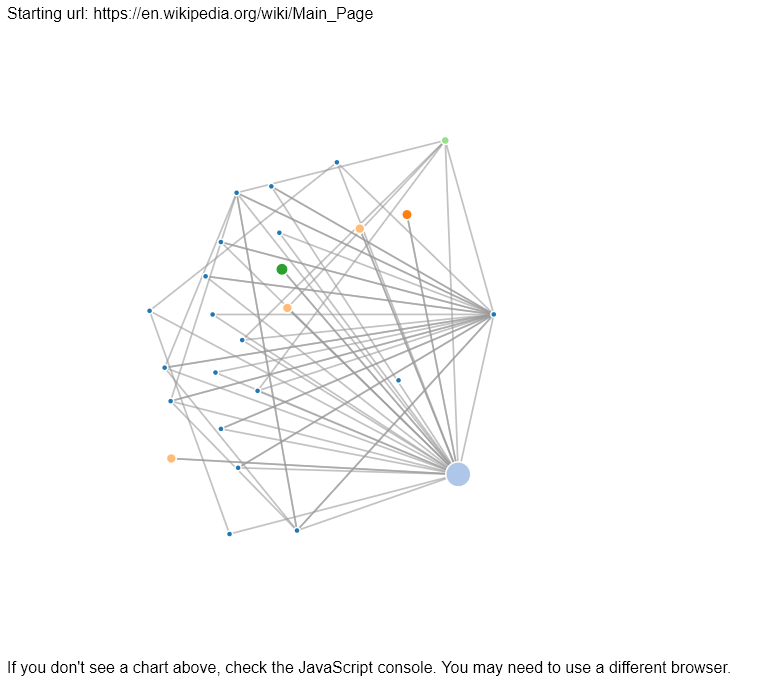 Starting url: https://en.wikipedia.org/wiki/Main_Page
If you don't see a chart above, check the JavaScript console. You may need to use a different browser.